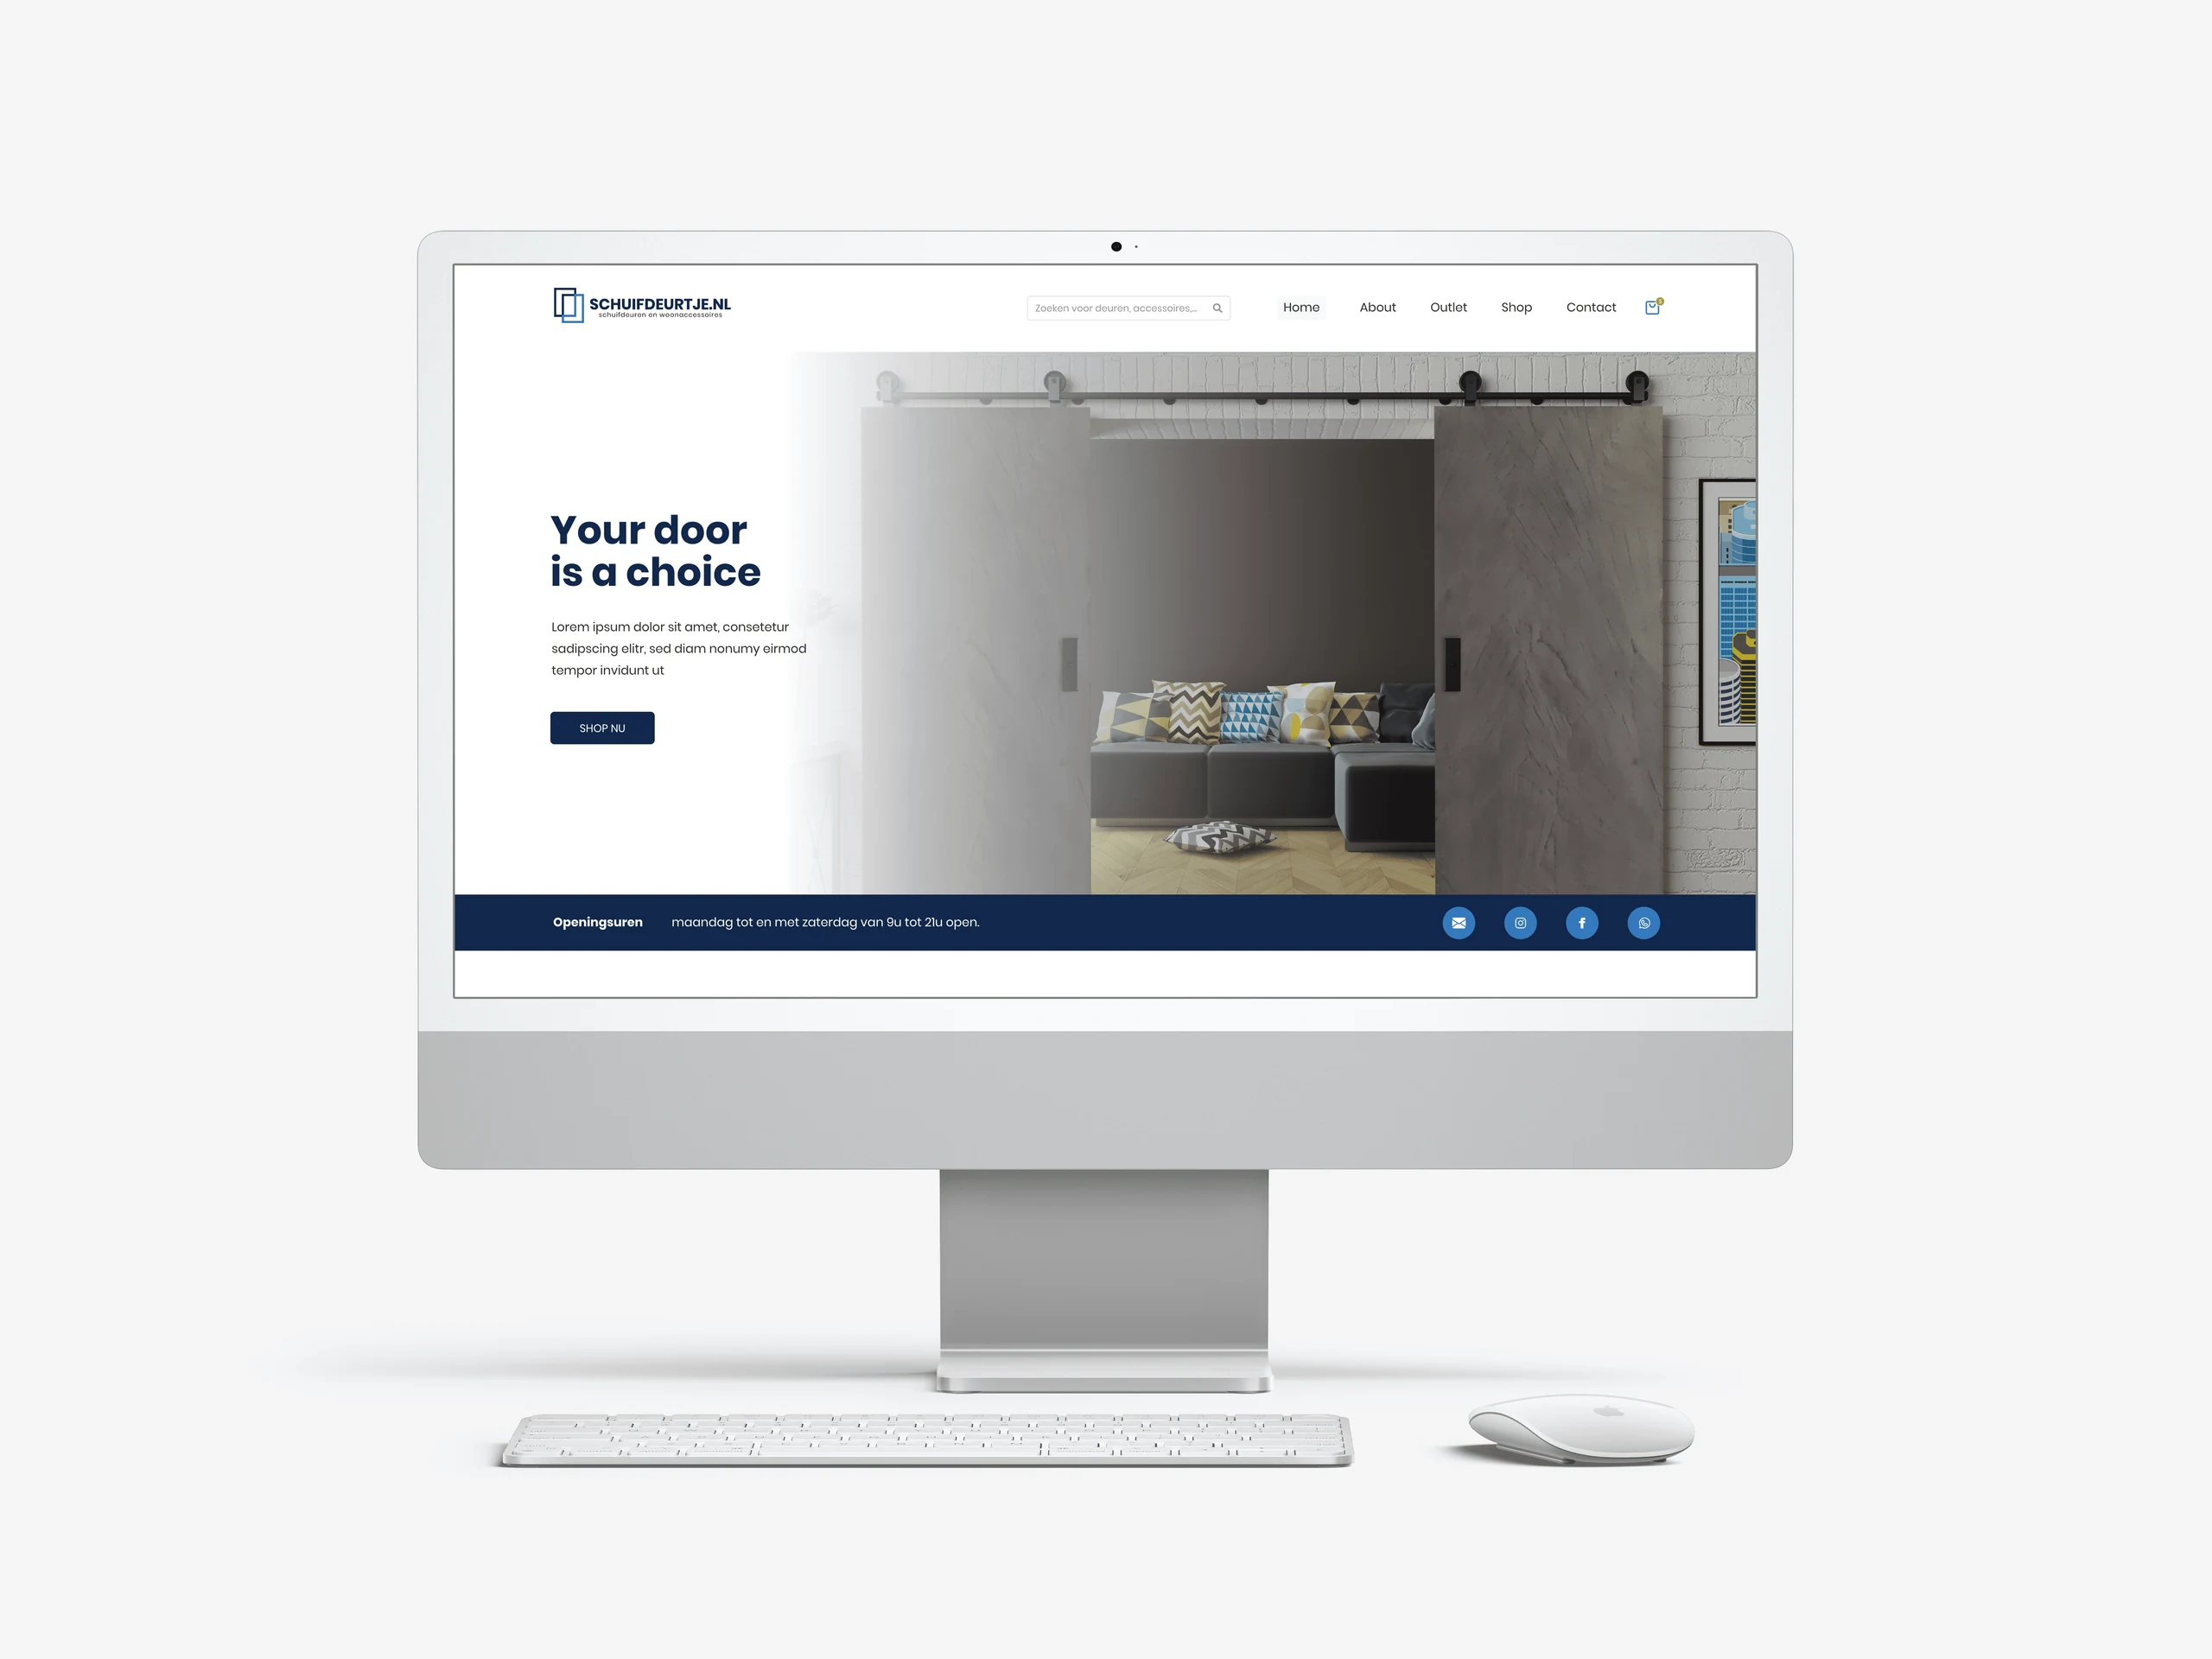 SCHUIFDEURTJE.NL
schuifdeuren en woonaccessoires
Zoeken voor deuren, accessoires,...
Home
About
Outlet
Shop
Contact
Your door
is a choice
Lorem ipsum dolor sit amet, consetetur
sadipscing elitr, sed diam nonumy eirmod
tempor invidunt ut
SHOP NU
Openingsuren maandag tot en met zaterdag van 9u tot 21u open.